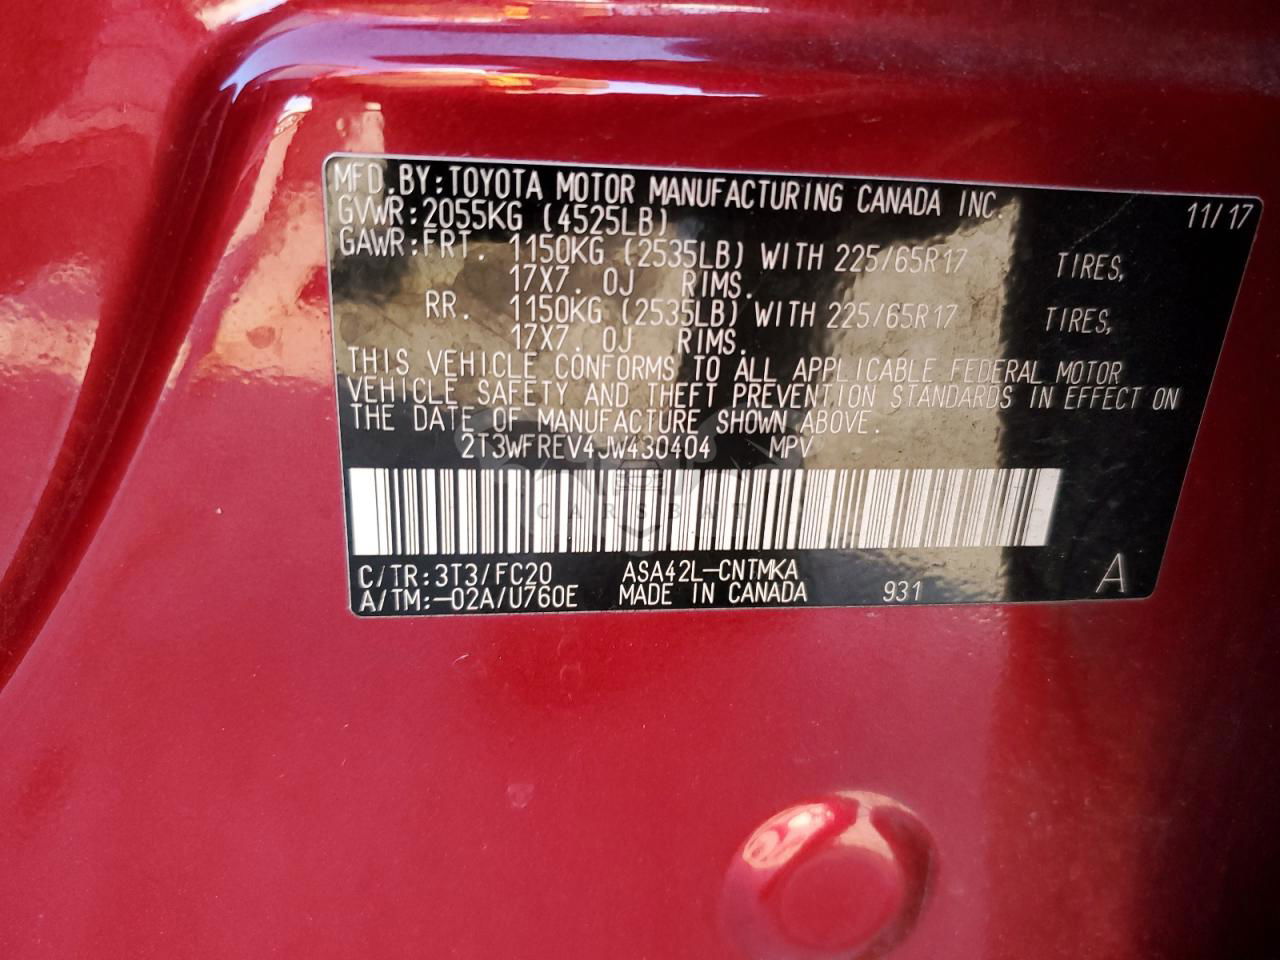 MFD.BY:TOYOTA MOTOR MANUFACTURING CANADA INC. 11/17
GVWR:2055KG (4525LB)
GAWR:FRT. 1150KG (2535LB) WITH 225/65R17 TIRES,
17X7.0J RIMS.
RR. 1150KG (2535LB) WITH 225/65R17 TIRES,
17X7.0J RIMS.
THIS VEHICLE CONFORMS TO ALL APPLICABLE FEDERAL MOTOR
VEHICLE SAFETY AND THEFT PREVENTION STANDARDS IN EFFECT ON
THE DATE OF MANUFACTURE SHOWN ABOVE.
2T3WFREV4JW430404 MPV
CARSBAT
C/TR:3T3/FC20 ASA42L-CNTMKA
A/TM:-02A/U760E MADE IN CANADA 931 A